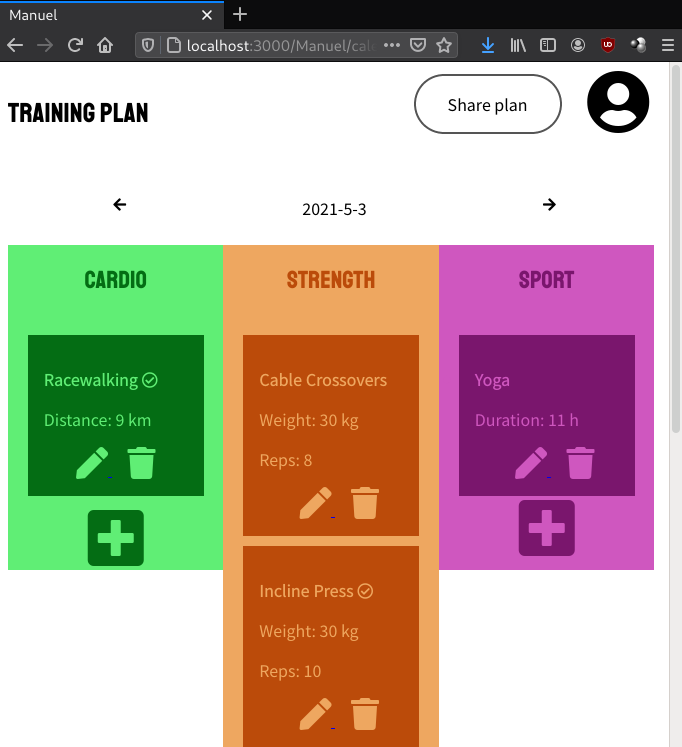 Manuel
localhost:3000/Manuel/cal
TRAINING PLAN
Share plan
2021-5-3
CARDIO
STRENGTH
SPORT
Racewalking
Distance: 9 km
Cable Crossovers
Weight: 30 kg
Reps: 8
Yoga
Duration: 11 h
Incline Press
Weight: 30 kg
Reps: 10